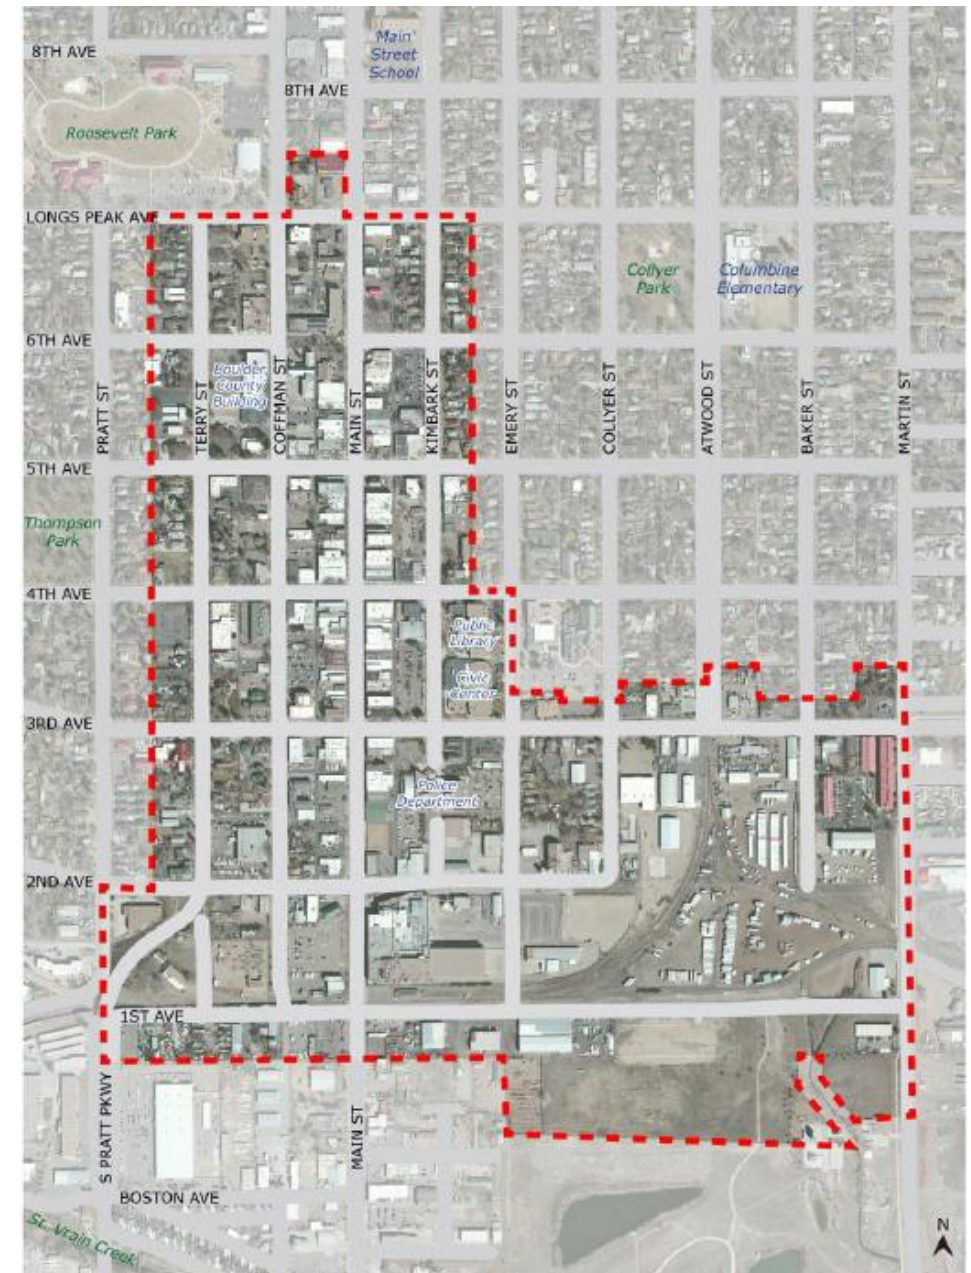 8TH AVE
Main
Street
School
8TH AVE
Roosevelt Park
LONGS PEAK AVE
Collyer
Park
Columbine
Elementary
6TH AVE
Boulder
County
Building
PRATT ST
TERRY ST
COFFMAN ST
MAIN ST
KIMBARK ST
EMERY ST
COLLYER ST
ATWOOD ST
BAKER ST
MARTIN ST
5TH AVE
Thompson
Park
4TH AVE
Public
Library
Civic
Center
3RD AVE
Police
Department
2ND AVE
1ST AVE
S PRATT PKWY
MAIN ST
BOSTON AVE
St. Vrain Creek
N